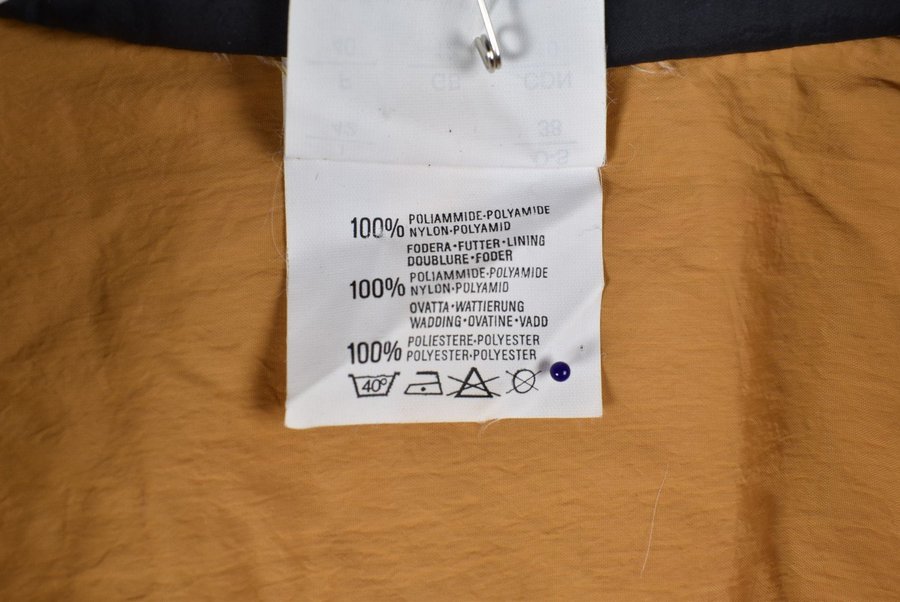 100% POLIAMMIDE·POLYAMIDE
NYLON·POLYAMID
FODERA·FUTTER·LINING
DOUBLURE·FODER
100% POLIAMMIDE·POLYAMIDE
NYLON·POLYAMID
OVATTA·WATTIERUNG
WADDING·OVATINE·VADD
100% POLIESTERE·POLYESTER
POLYESTER·POLYESTER
40°